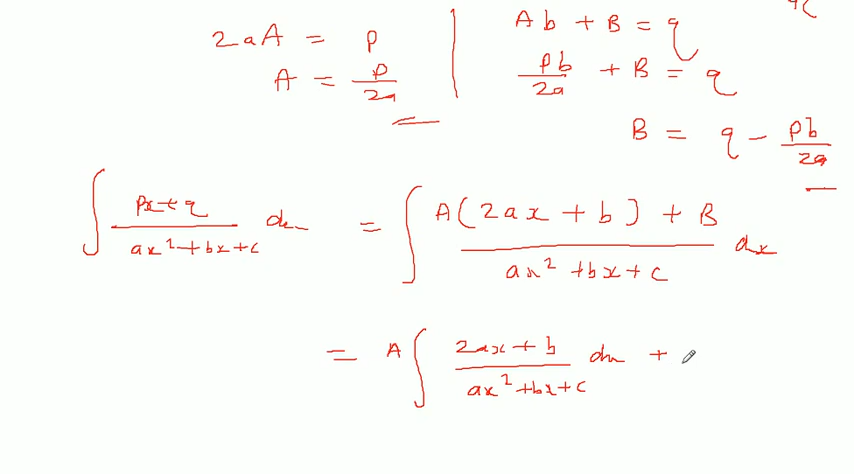 2aA = p | Ab + B = q
A = p/2a | pb/2a + B = q
B = q - pb/2a
∫ (px+q)/(ax²+bx+c) dx = ∫ (A(2ax+b) + B)/(ax²+bx+c) dx
= A ∫ (2ax+b)/(ax²+bx+c) dx +